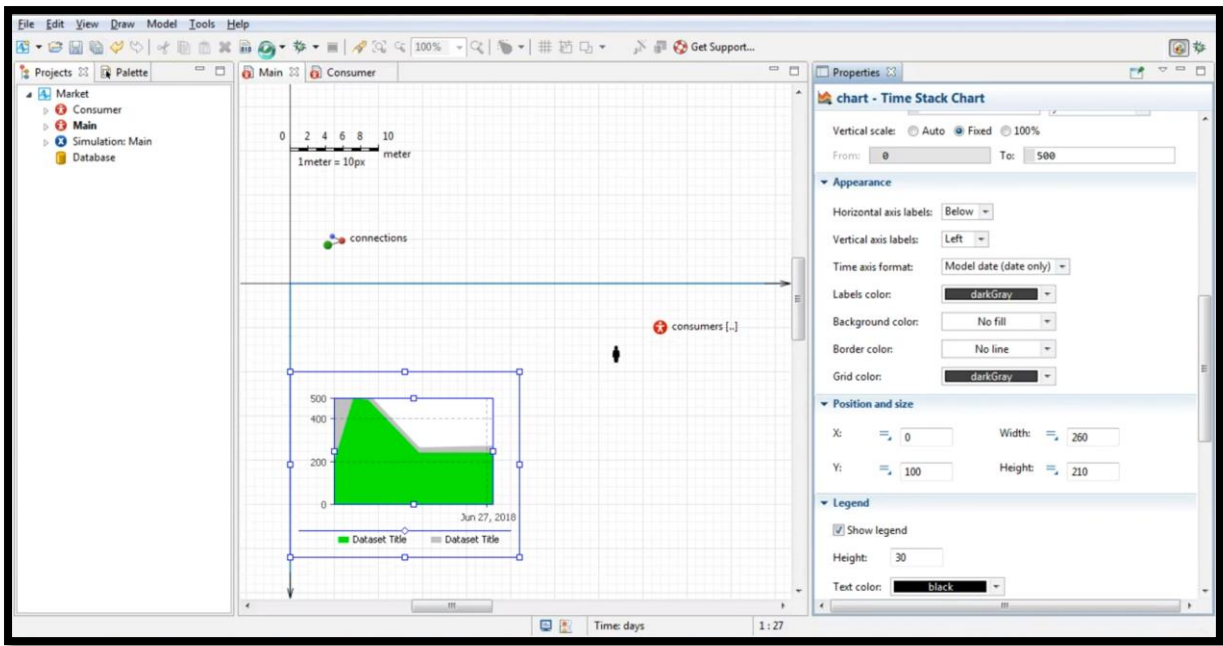 File Edit View Draw Model Tools Help
100% Get Support...
Projects Palette
Market
Consumer
Main
Simulation: Main
Database
Main Consumer
0 2 4 6 8 10
meter
1meter = 10px
connections
consumers [..]
500
400
200
0
Jun 27, 2018
Dataset Title Dataset Title
Properties
chart - Time Stack Chart
Vertical scale: Auto Fixed 100%
From: 0 To: 500
Appearance
Horizontal axis labels: Below
Vertical axis labels: Left
Time axis format: Model date (date only)
Labels color: darkGray
Background color: No fill
Border color: No line
Grid color: darkGray
Position and size
X: 0 Width: 260
Y: 100 Height: 210
Legend
Show legend
Height: 30
Text color: black
Time: days 1 : 27